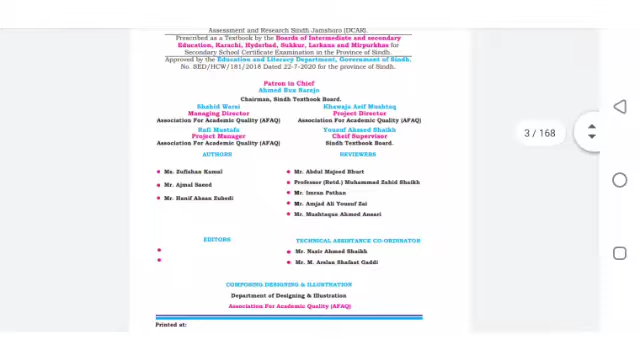 Assessment and Research Sindh Jamshoro (DCAR).
Prescribed as a Textbook by the Boards of Intermediate and secondary
Education, Karachi, Hyderbad, Sukkur, Larkana and Mirpurkhas for
Secondary School Certificate Examination in the Province of Sindh.
Approved by the Education and Literacy Department, Government of Sindh.
No. SED/HCW/181/2018 Dated 22-7-2020 for the province of Sindh.
Patron in Chief
Ahmed Bux Narejo
Chairman, Sindh Textbook Board.
Shahid Warsi
Managing Director
Association For Academic Quality (AFAQ)
Khawaja Asif Mushtaq
Project Director
Association For Academic Quality (AFAQ)
Rafi Mustafa
Project Manager
Association For Academic Quality (AFAQ)
Yousuf Ahmed Shaikh
Cheif Supervisor
Sindh Textbook Board.
AUTHORS
Ms. Zufishan Kamal
Mr. Ajmal Saeed
Mr. Hanif Ahsan Zubedi
REVIEWERS
Mr. Abdul Majeed Bhurt
Professor (Retd.) Muhammad Zahid Shaikh
Mr. Imran Pathan
Mr. Amjad Ali Yousuf Zai
Mr. Mushtaque Ahmed Ansari
EDITORS
TECHNICAL ASSISTANCE CO-ORDINATOR
Mr. Nazir Ahmed Shaikh
Mr. M. Arslan Shafaat Gaddi
COMPOSING DESIGNING & ILLUSTRATION
Department of Designing & Illustration
Association For Academic Quality (AFAQ)
Printed at:
3 / 168